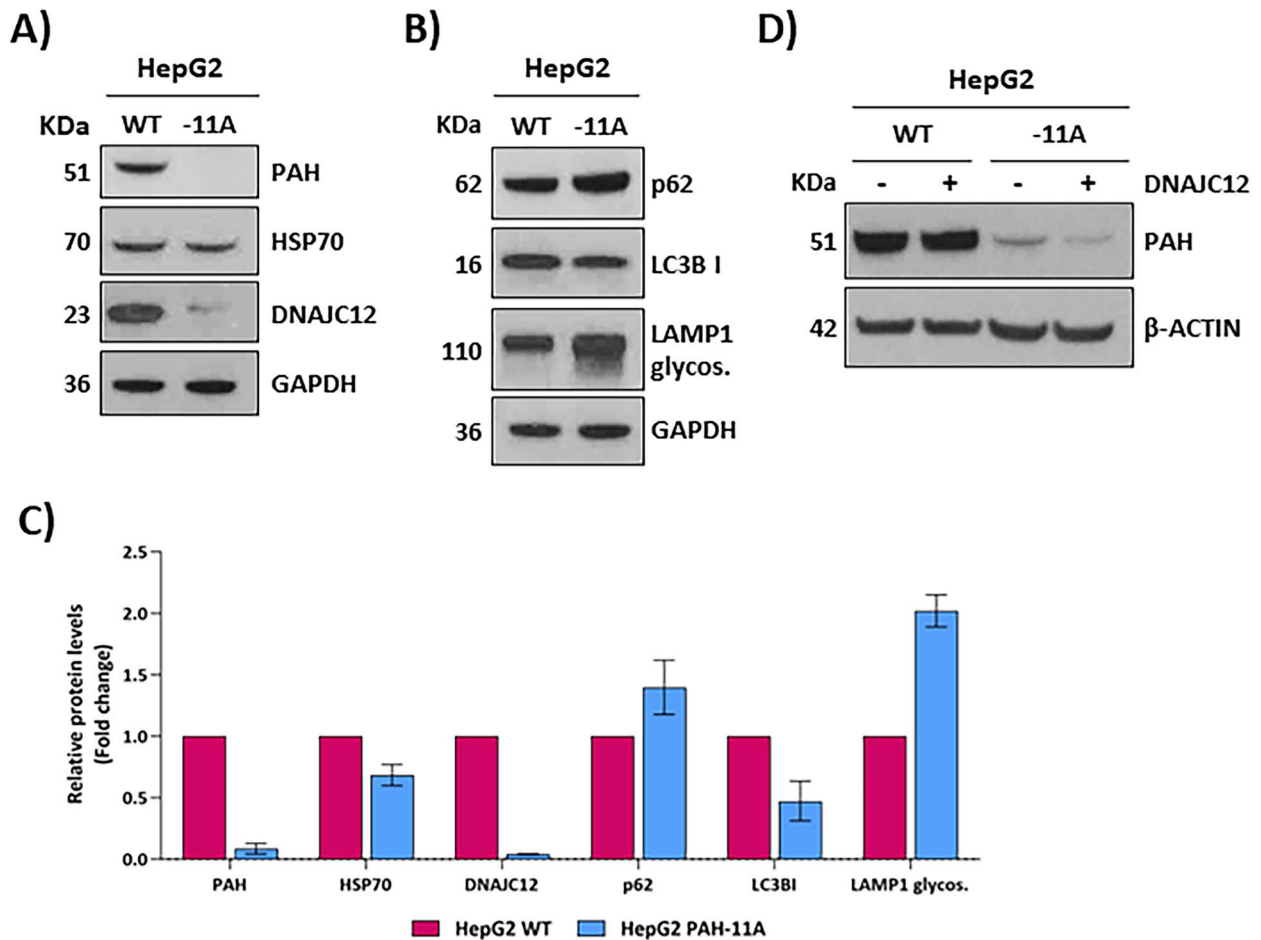 A)
HepG2
KDa WT -11A
51 PAH
70 HSP70
23 DNAJC12
36 GAPDH
B)
HepG2
KDa WT -11A
62 p62
16 LC3B I
110 LAMP1
glycos.
36 GAPDH
D)
HepG2
WT -11A
KDa - + - + DNAJC12
51 PAH
42 β-ACTIN
C)
Relative protein levels
(Fold change)
2.5
2.0
1.5
1.0
0.5
0.0
PAH HSP70 DNAJC12 p62 LC3BI LAMP1 glycos.
HepG2 WT HepG2 PAH-11A